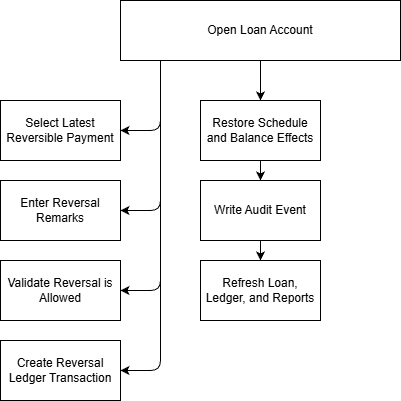 Open Loan Account
Select Latest
Reversible Payment
Restore Schedule
and Balance Effects
Enter Reversal
Remarks
Write Audit Event
Validate Reversal is
Allowed
Refresh Loan,
Ledger, and Reports
Create Reversal
Ledger Transaction